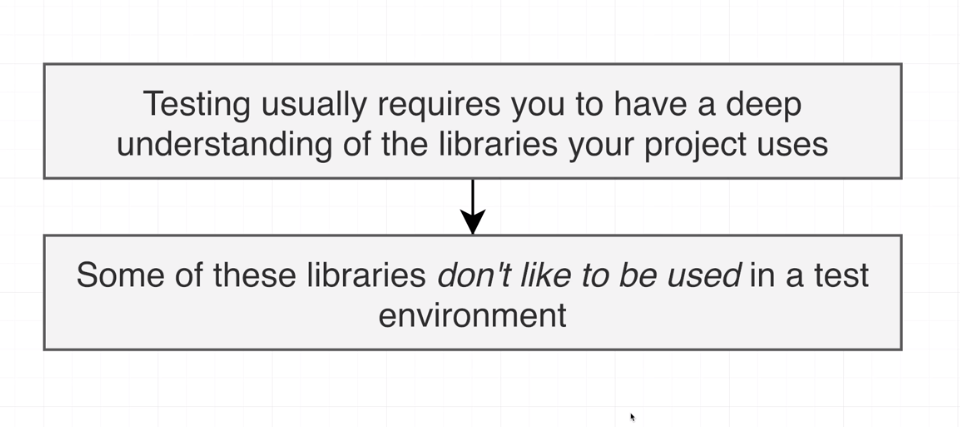 Testing usually requires you to have a deep
understanding of the libraries your project uses
Some of these libraries don't like to be used in a test
environment